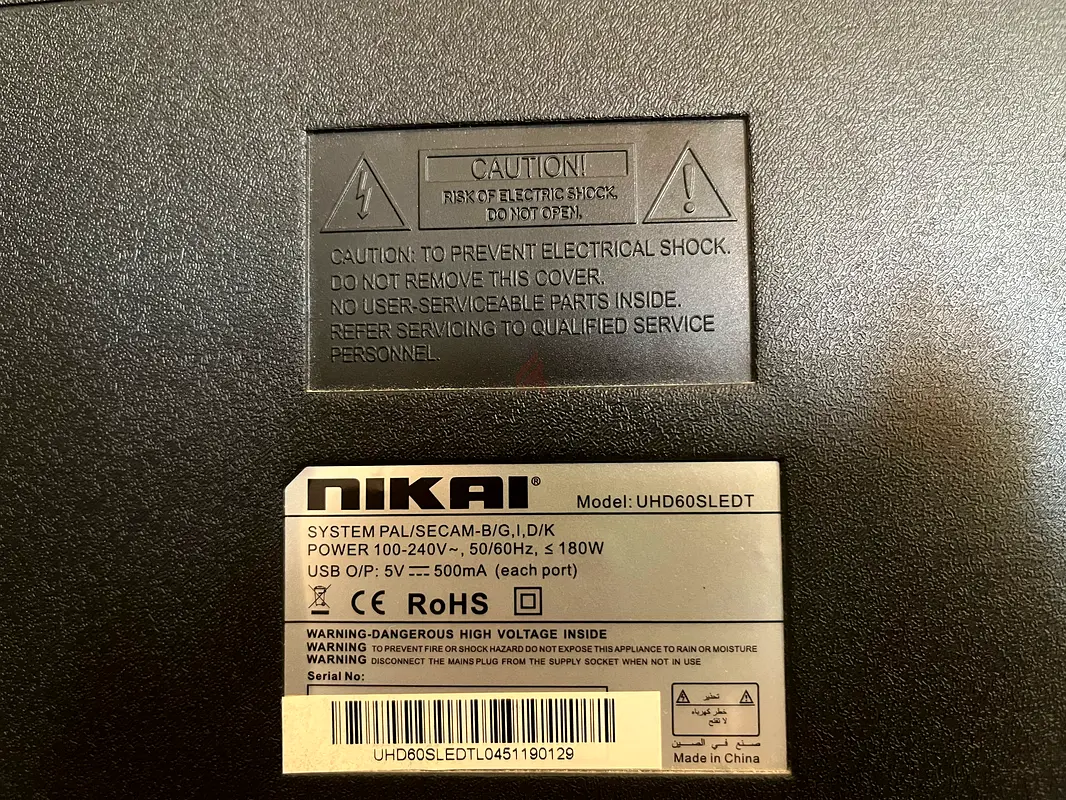 CAUTION!
RISK OF ELECTRIC SHOCK.
DO NOT OPEN.
CAUTION: TO PREVENT ELECTRICAL SHOCK.
DO NOT REMOVE THIS COVER.
NO USER-SERVICEABLE PARTS INSIDE.
REFER SERVICING TO QUALIFIED SERVICE
PERSONNEL.
NIKAI®
Model: UHD60SLEDT
SYSTEM PAL/SECAM-B/G,I,D/K
POWER 100-240V~, 50/60Hz, ≤ 180W
USB O/P: 5V ⎓ 500mA (each port)
CE RoHS
WARNING-DANGEROUS HIGH VOLTAGE INSIDE
WARNING TO PREVENT FIRE OR SHOCK HAZARD DO NOT EXPOSE THIS APPLIANCE TO RAIN OR MOISTURE
WARNING DISCONNECT THE MAINS PLUG FROM THE SUPPLY SOCKET WHEN NOT IN USE
Serial No:
UHD60SLEDTL0451190129
تحذير
خطر كهرباء
لا تفتح
صنع في الصين
Made in China